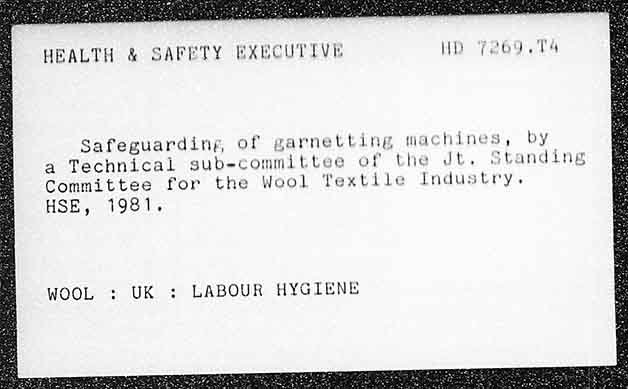 HEALTH & SAFETY EXECUTIVE HD 7269.T4
Safeguarding of garnetting machines, by
a Technical sub-committee of the Jt. Standing
Committee for the Wool Textile Industry.
HSE, 1981.
WOOL : UK : LABOUR HYGIENE